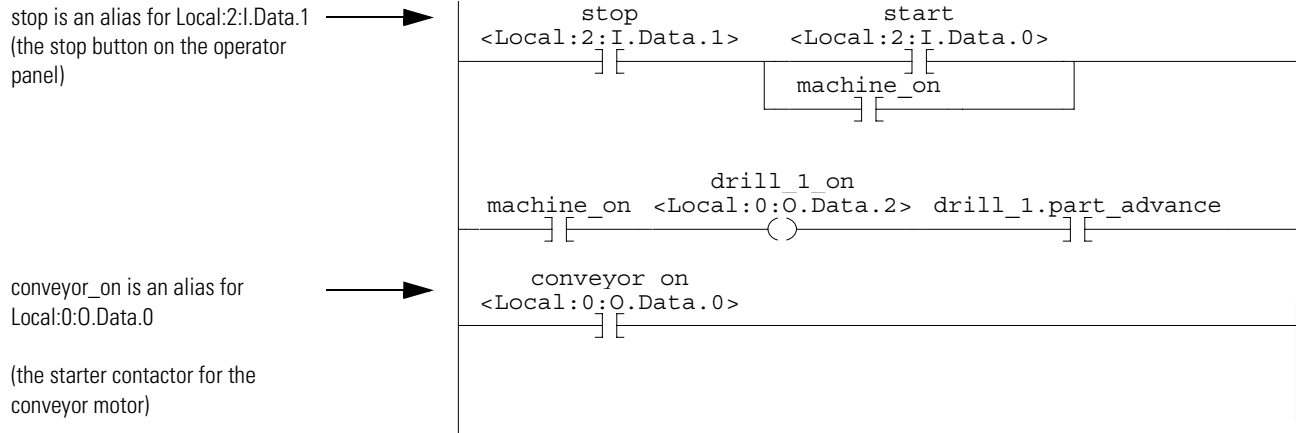 stop is an alias for Local:2:I.Data.1
(the stop button on the operator
panel)
stop start
<Local:2:I.Data.1> <Local:2:I.Data.0>
machine_on
drill_1_on
machine_on <Local:0:O.Data.2> drill_1.part_advance
conveyor_on is an alias for
Local:0:O.Data.0
(the starter contactor for the
conveyor motor)
conveyor on
<Local:0:O.Data.0>